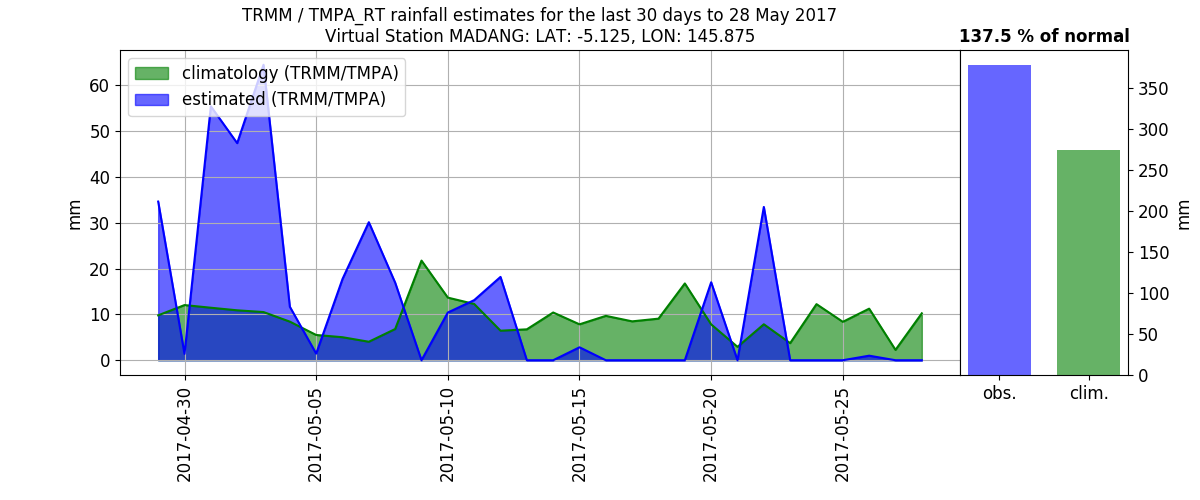 TRMM / TMPA_RT rainfall estimates for the last 30 days to 28 May 2017
Virtual Station MADANG: LAT: -5.125, LON: 145.875
137.5 % of normal
climatology (TRMM/TMPA)
estimated (TRMM/TMPA)
60
50
40
30
20
10
0
mm
2017-04-30
2017-05-05
2017-05-10
2017-05-15
2017-05-20
2017-05-25
350
300
250
200
150
100
50
0
mm
obs.
clim.